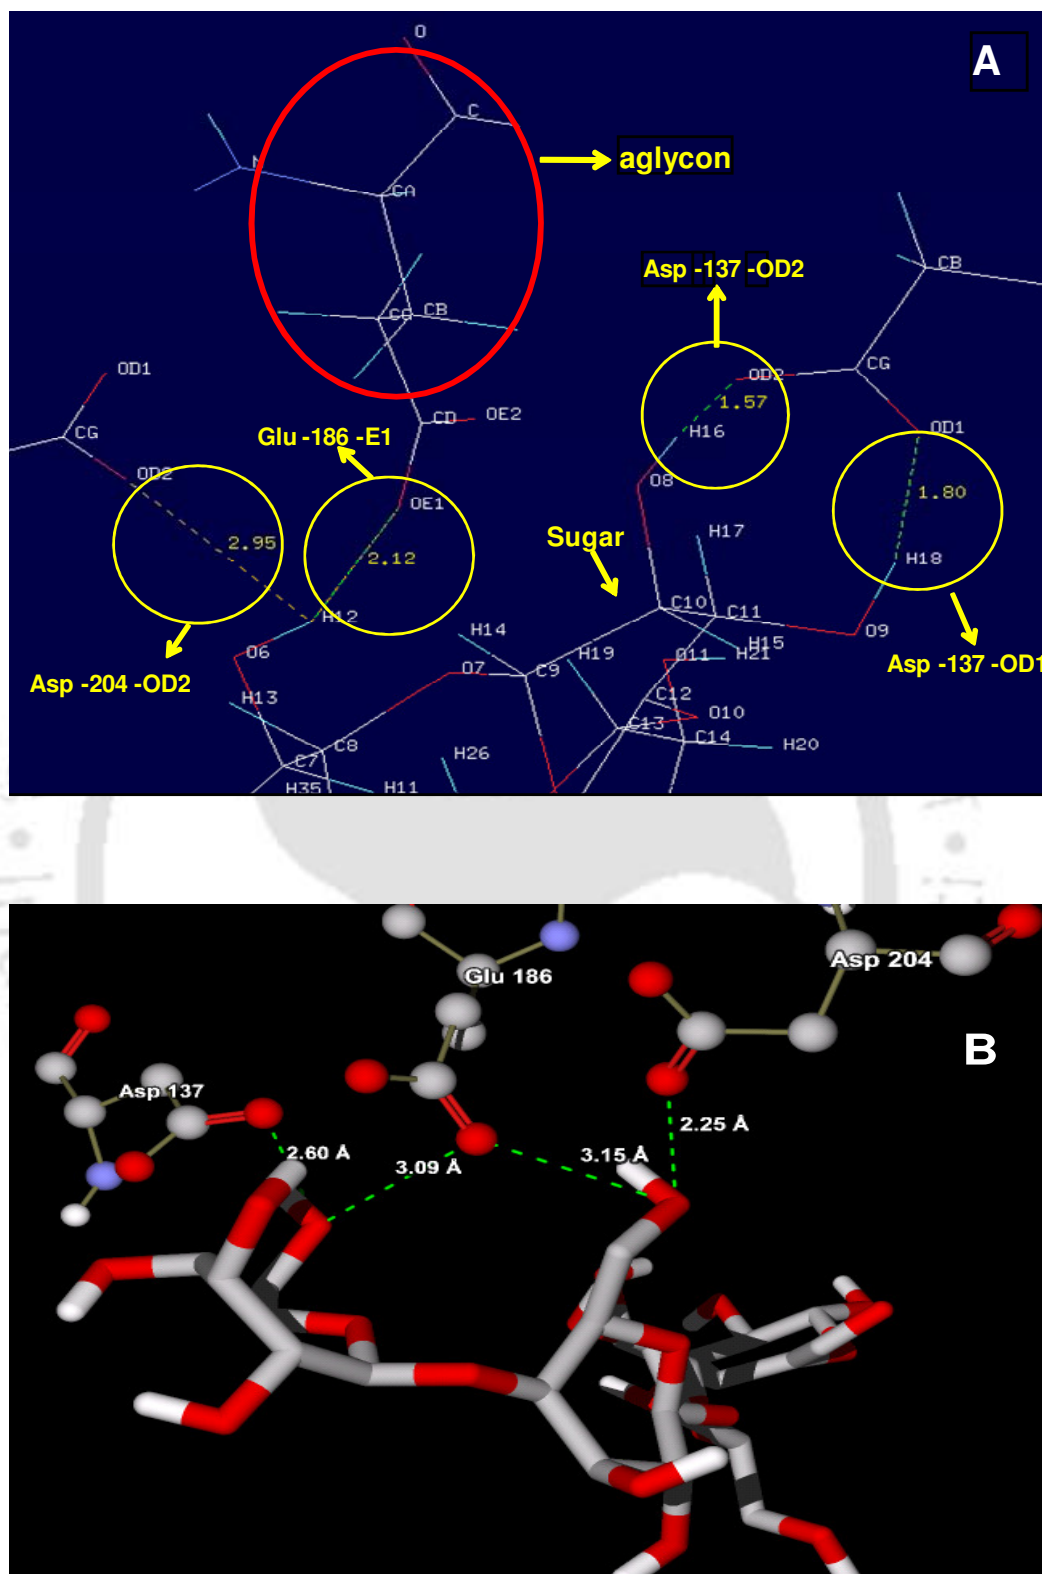 A
O
C
N
CA
aglycon
Asp -137 -OD2
CB
CG
CB
OD1
CG
CD
OE2
OD2
CG
1.57
H16
OD1
Glu -186 -E1
OD2
OE1
O8
1.80
2.95
2.12
Sugar
H17
H18
H12
C10
C11
O6
H14
H15
O9
H19
O11
H21
Asp -204 -OD2
O7
C9
Asp -137 -OD1
H13
C12
C13
O10
C8
C14
H20
C7
H26
H35
H11
Glu 186
Asp 204
B
Asp 137
2.60 Å
3.09 Å
3.15 Å
2.25 Å